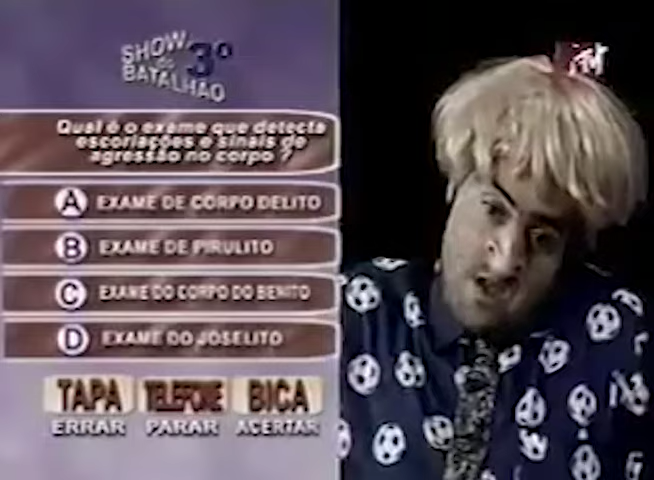 SHOW
do
BATALHÃO
3º
Qual é o exame que detecta
escoriações e sinais de
agressão no corpo ?
A EXAME DE CORPO DELITO
B EXAME DE PIRULITO
C EXAME DO CORPO DO BENITO
D EXAME DO JOSELITO
TAPA TELEFONE BICA
ERRAR PARAR ACERTAR
MTV